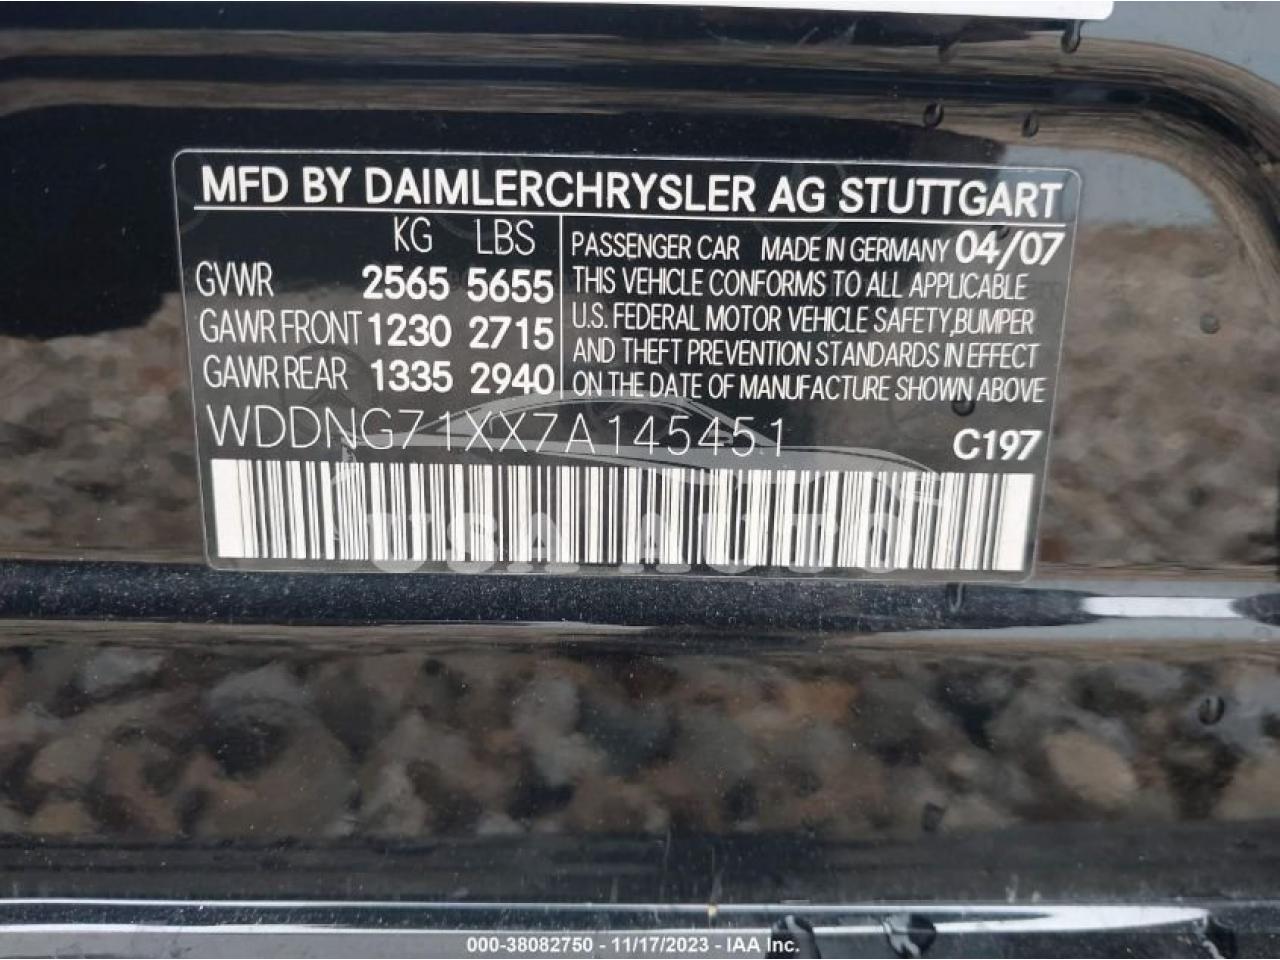 MFD BY DAIMLERCHRYSLER AG STUTTGART
KG LBS
GVWR 2565 5655
GAWR FRONT 1230 2715
GAWR REAR 1335 2940
PASSENGER CAR MADE IN GERMANY 04/07
THIS VEHICLE CONFORMS TO ALL APPLICABLE
U.S. FEDERAL MOTOR VEHICLE SAFETY,BUMPER
AND THEFT PREVENTION STANDARDS IN EFFECT
ON THE DATE OF MANUFACTURE SHOWN ABOVE
WDDNG71XX7A145451
C197
USA AUTO
000-38082750 - 11/17/2023 - IAA Inc.